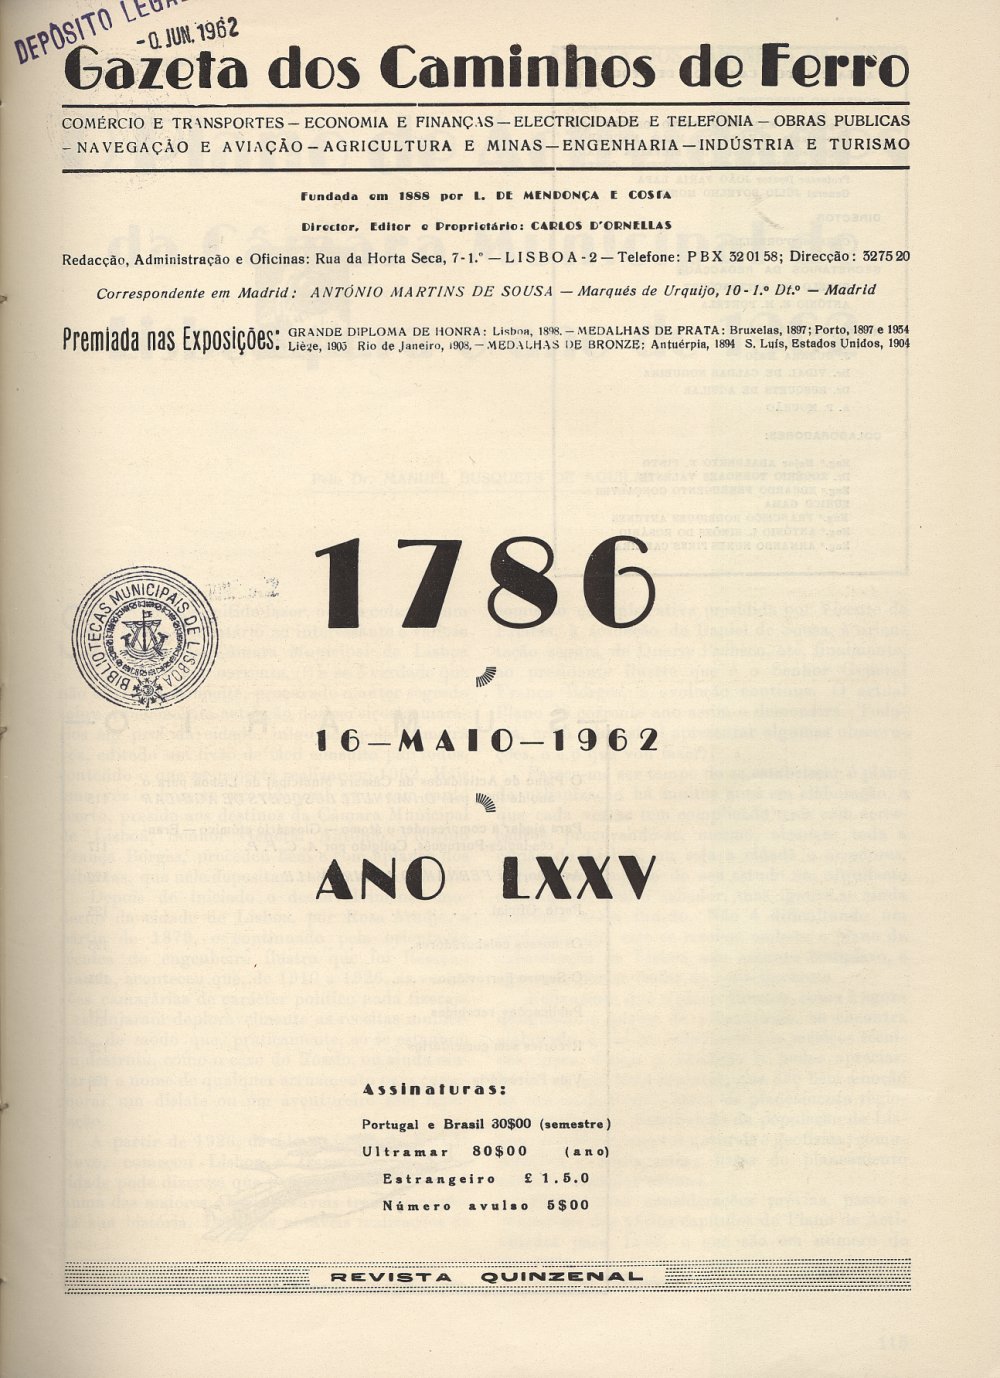 DEPÓSITO LEGAL
JUN. 1962
Gazeta dos Caminhos de Ferro
COMÉRCIO E TRANSPORTES — ECONOMIA E FINANÇAS — ELECTRICIDADE E TELEFONIA — OBRAS PUBLICAS
- NAVEGAÇÃO E AVIAÇÃO — AGRICULTURA E MINAS — ENGENHARIA — INDÚSTRIA E TURISMO
Fundada em 1888 por L. DE MENDONÇA E COSTA
Director, Editor e Proprietário: CARLOS D'ORNELLAS
Redacção, Administração e Oficinas: Rua da Horta Seca, 7-1.º — LISBOA-2 — Telefone: PBX 320158; Direcção: 327520
Correspondente em Madrid: ANTÓNIO MARTINS DE SOUSA — Marqués de Urquijo, 10-1.º Dt.º — Madrid
Premiada nas Exposições:
GRANDE DIPLOMA DE HONRA: Lisboa, 1898. — MEDALHAS DE PRATA: Bruxelas, 1897; Porto, 1897 e 1954
Liège, 1905 Rio de Janeiro, 1908. — MEDALHAS DE BRONZE: Antuérpia, 1894 S. Luís, Estados Unidos, 1904
1786
BIBLIOTECAS MUNICIPAIS DE LISBOA
16—MAIO—1962
ANO LXXV
Assinaturas:
Portugal e Brasil 30$00 (semestre)
Ultramar 80$00 (ano)
Estrangeiro £ 1.5.0
Número avulso 5$00
REVISTA QUINZENAL